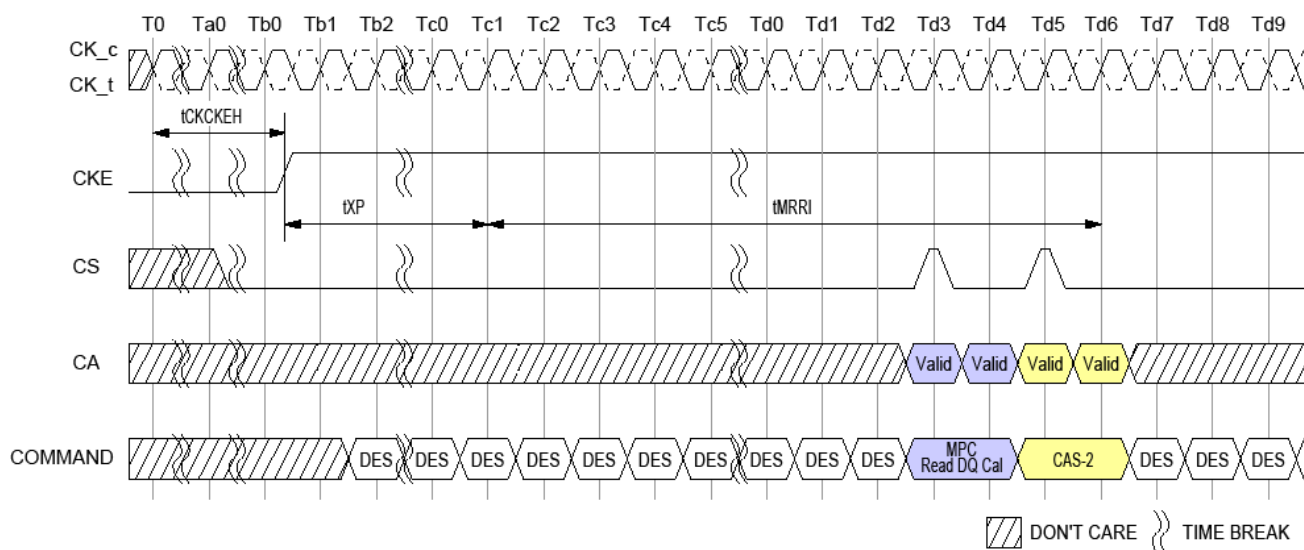 T0 Ta0 Tb0 Tb1 Tb2 Tc0 Tc1 Tc2 Tc3 Tc4 Tc5 Td0 Td1 Td2 Td3 Td4 Td5 Td6 Td7 Td8 Td9
CK_c
CK_t
tCKCKEH
CKE
tXP tMRRI
CS
CA Valid Valid Valid Valid
COMMAND DES DES DES DES DES DES DES DES DES DES MPC Read DQ Cal CAS-2 DES DES DES
DON'T CARE TIME BREAK